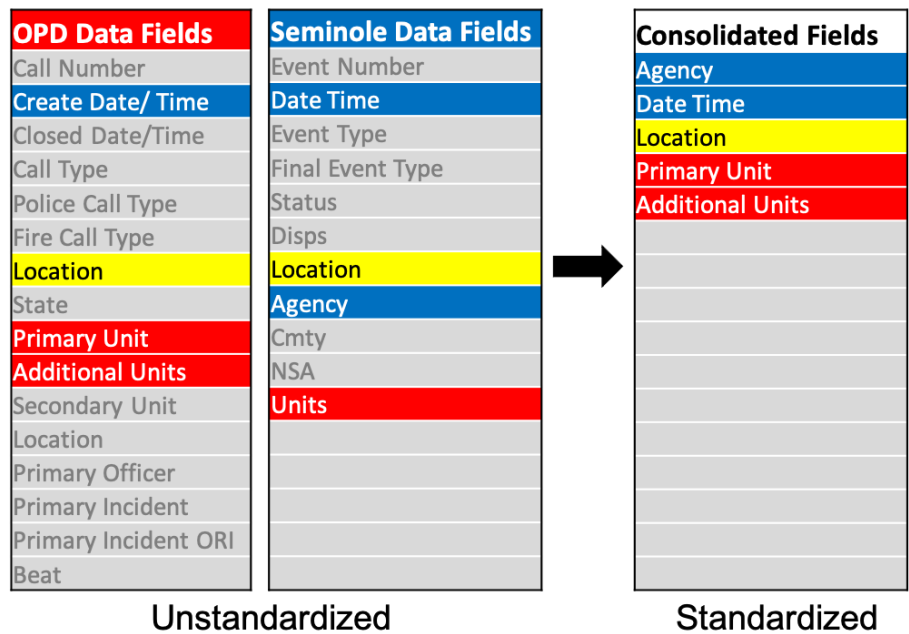 OPD Data Fields
Call Number
Create Date/ Time
Closed Date/Time
Call Type
Police Call Type
Fire Call Type
Location
State
Primary Unit
Additional Units
Secondary Unit
Location
Primary Officer
Primary Incident
Primary Incident ORI
Beat
Seminole Data Fields
Event Number
Date Time
Event Type
Final Event Type
Status
Disps
Location
Agency
Cmty
NSA
Units
Unstandardized
Consolidated Fields
Agency
Date Time
Location
Primary Unit
Additional Units
Standardized